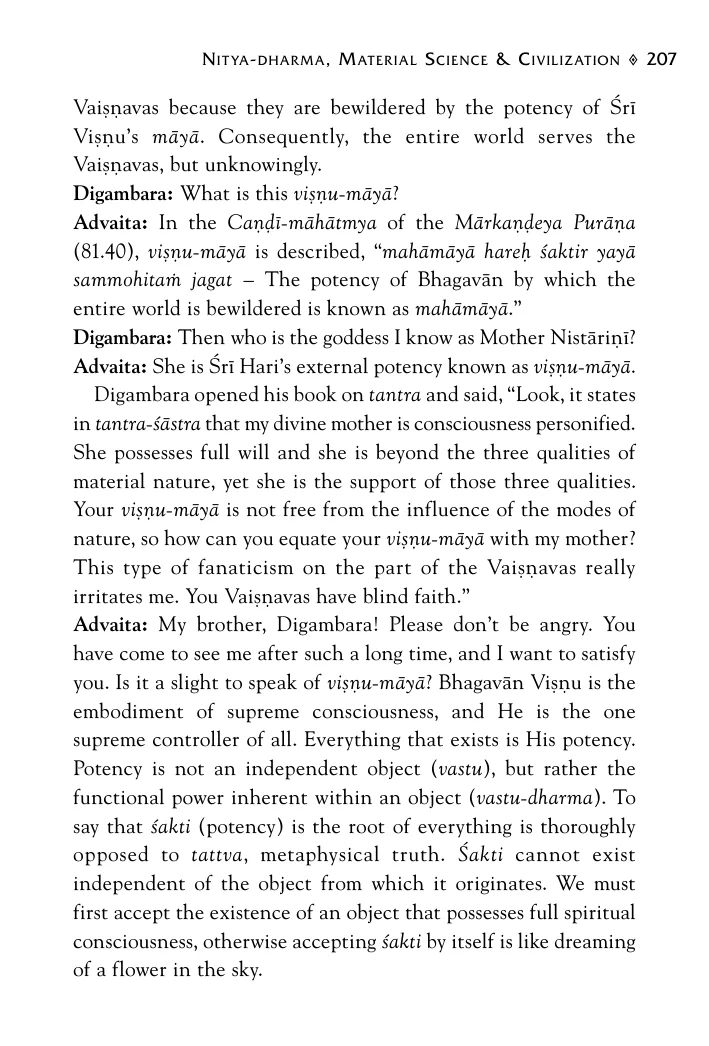 NITYA-DHARMA, MATERIAL SCIENCE & CIVILIZATION ◊ 207
Vaiṣṇavas because they are bewildered by the potency of Śrī
Viṣṇu’s māyā. Consequently, the entire world serves the
Vaiṣṇavas, but unknowingly.
Digambara: What is this viṣṇu-māyā?
Advaita: In the Caṇḍī-māhātmya of the Mārkaṇḍeya Purāṇa
(81.40), viṣṇu-māyā is described, “mahāmāyā hareḥ śaktir yayā
sammohitaṁ jagat – The potency of Bhagavān by which the
entire world is bewildered is known as mahāmāyā.”
Digambara: Then who is the goddess I know as Mother Nistāriṇī?
Advaita: She is Śrī Hari’s external potency known as viṣṇu-māyā.
Digambara opened his book on tantra and said, “Look, it states
in tantra-śāstra that my divine mother is consciousness personified.
She possesses full will and she is beyond the three qualities of
material nature, yet she is the support of those three qualities.
Your viṣṇu-māyā is not free from the influence of the modes of
nature, so how can you equate your viṣṇu-māyā with my mother?
This type of fanaticism on the part of the Vaiṣṇavas really
irritates me. You Vaiṣṇavas have blind faith.”
Advaita: My brother, Digambara! Please don’t be angry. You
have come to see me after such a long time, and I want to satisfy
you. Is it a slight to speak of viṣṇu-māyā? Bhagavān Viṣṇu is the
embodiment of supreme consciousness, and He is the one
supreme controller of all. Everything that exists is His potency.
Potency is not an independent object (vastu), but rather the
functional power inherent within an object (vastu-dharma). To
say that śakti (potency) is the root of everything is thoroughly
opposed to tattva, metaphysical truth. Śakti cannot exist
independent of the object from which it originates. We must
first accept the existence of an object that possesses full spiritual
consciousness, otherwise accepting śakti by itself is like dreaming
of a flower in the sky.